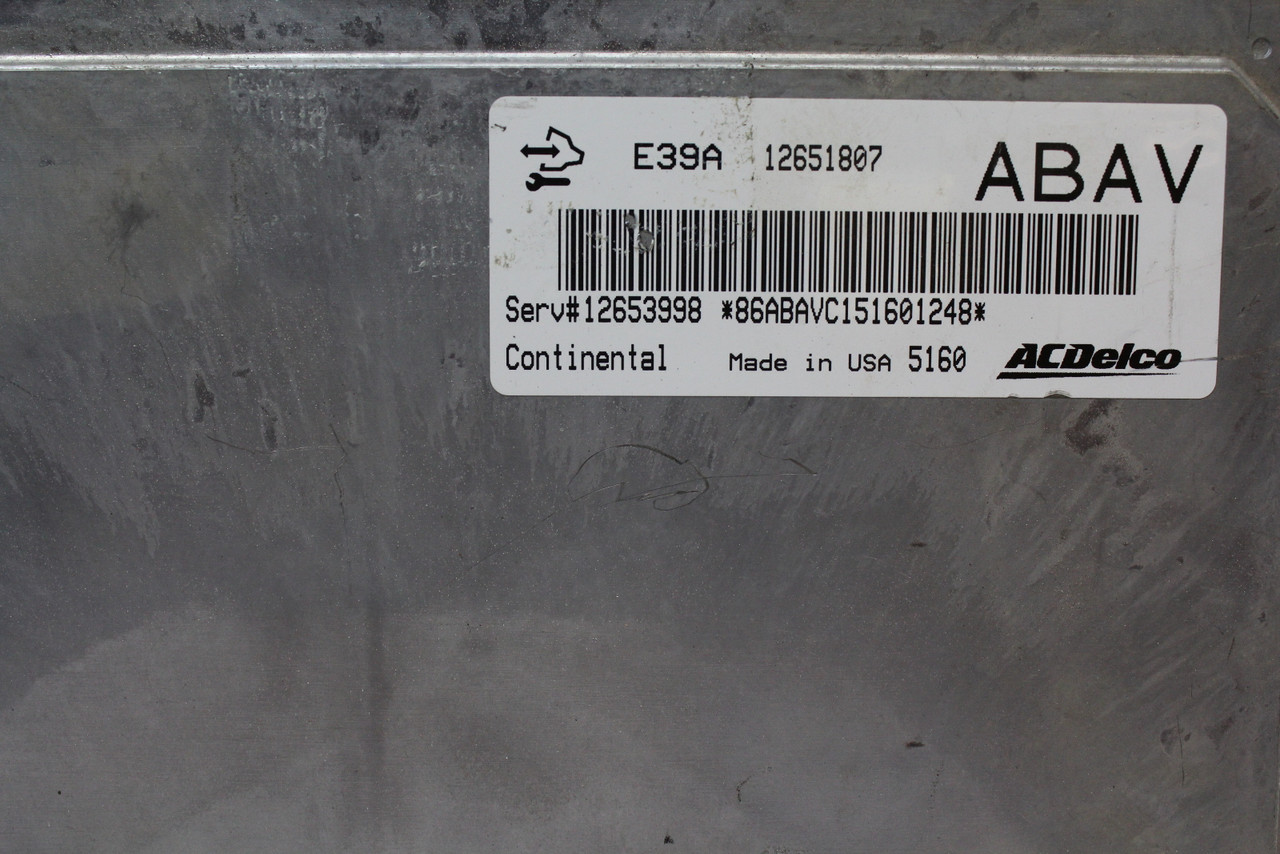 E39A 12651807 ABAV
Serv#12653998 *86ABAVC151601248*
Continental Made in USA 5160 ACDelco